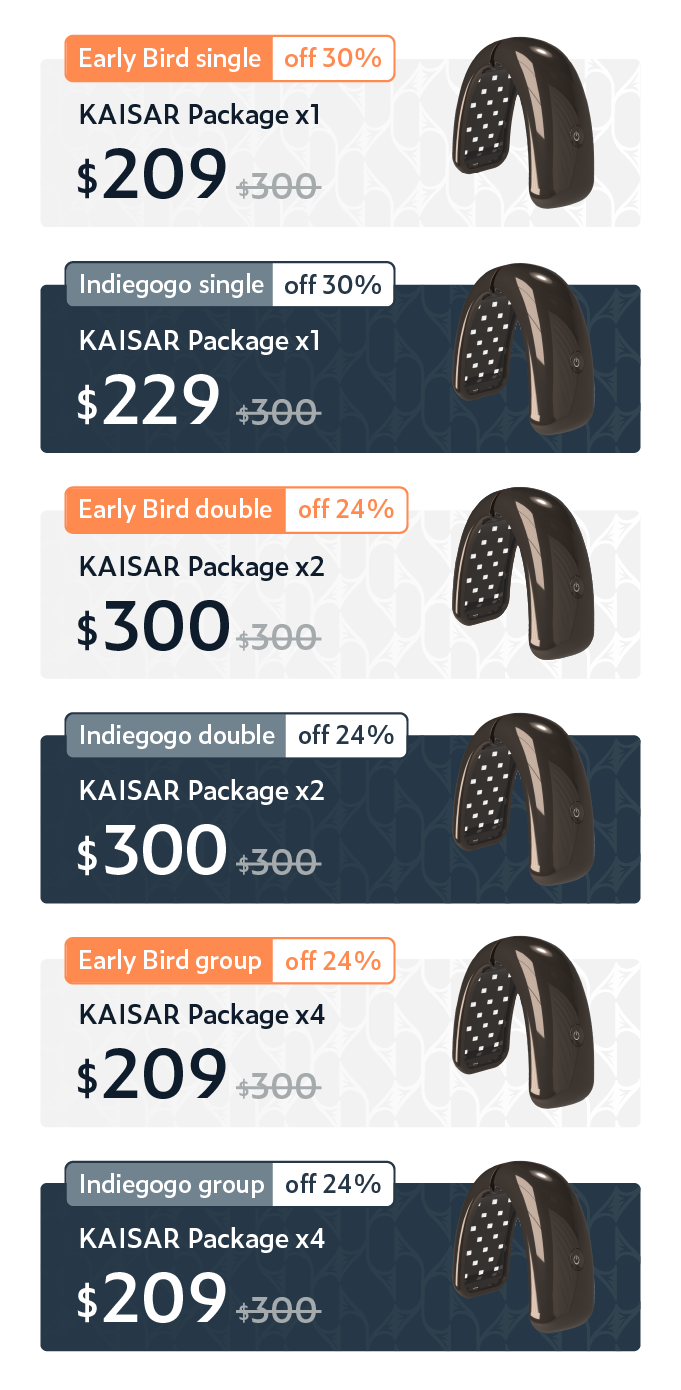 Early Bird single off 30%
KAISAR Package x1
$209 $300
Indiegogo single off 30%
KAISAR Package x1
$229 $300
Early Bird double off 24%
KAISAR Package x2
$300 $300
Indiegogo double off 24%
KAISAR Package x2
$300 $300
Early Bird group off 24%
KAISAR Package x4
$209 $300
Indiegogo group off 24%
KAISAR Package x4
$209 $300